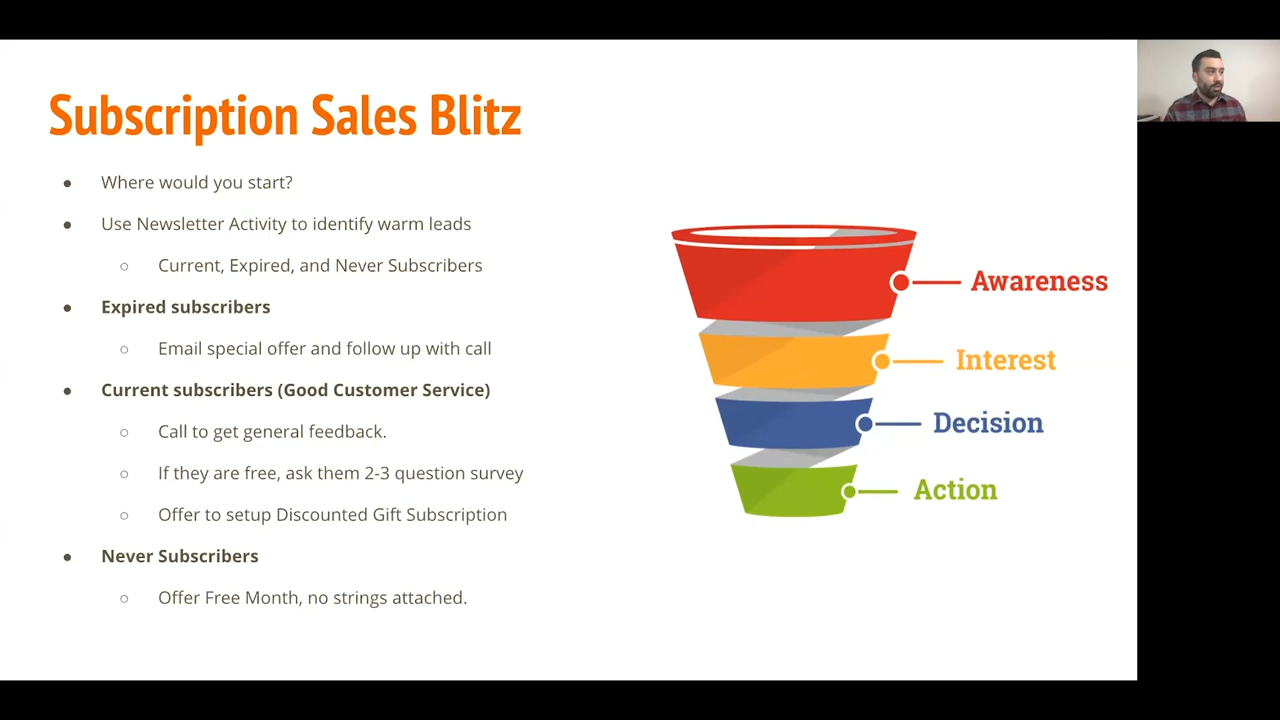 Subscription Sales Blitz
● Where would you start?
● Use Newsletter Activity to identify warm leads
○ Current, Expired, and Never Subscribers
● Expired subscribers
○ Email special offer and follow up with call
● Current subscribers (Good Customer Service)
○ Call to get general feedback.
○ If they are free, ask them 2-3 question survey
○ Offer to setup Discounted Gift Subscription
● Never Subscribers
○ Offer Free Month, no strings attached.
Awareness
Interest
Decision
Action